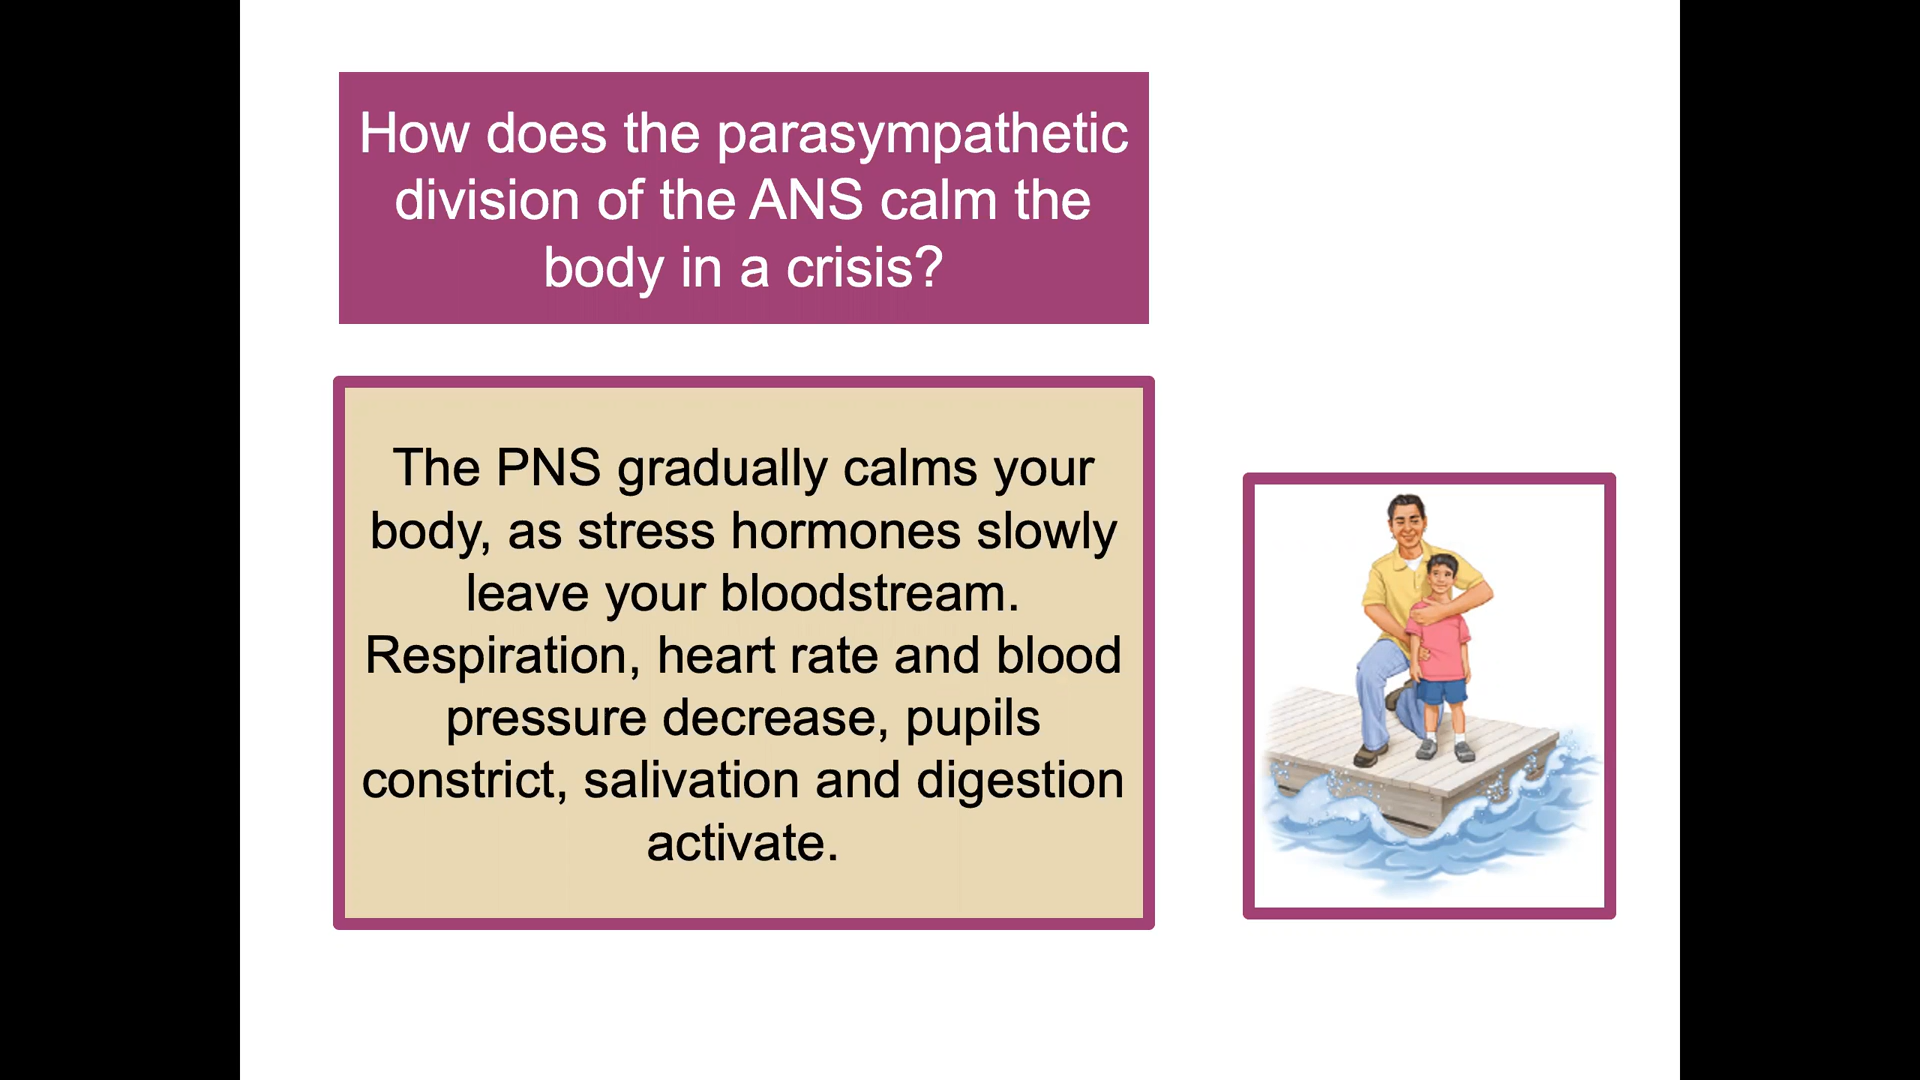 How does the parasympathetic
division of the ANS calm the
body in a crisis?
The PNS gradually calms your
body, as stress hormones slowly
leave your bloodstream.
Respiration, heart rate and blood
pressure decrease, pupils
constrict, salivation and digestion
activate.